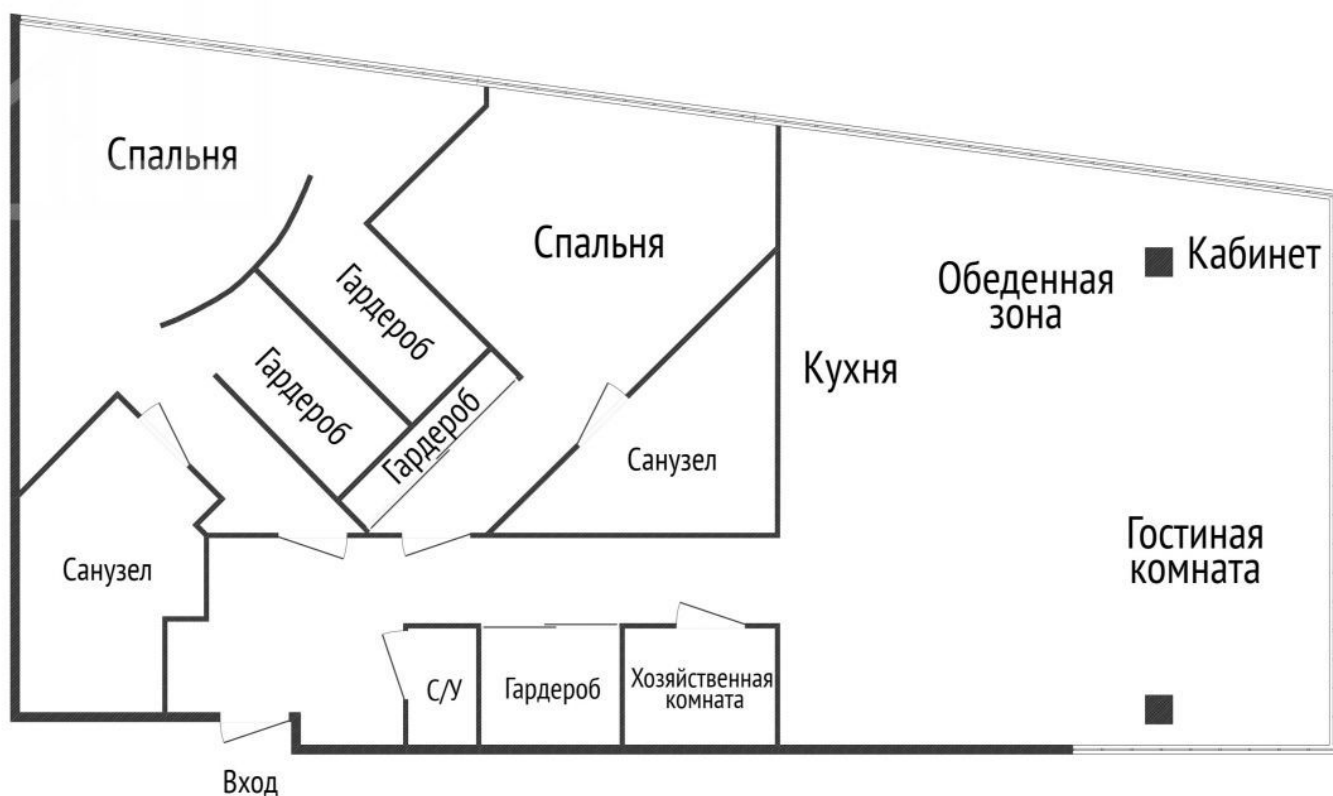 Спальня
Спальня
Кабинет
Обеденная
зона
Гардероб
Гардероб
Гардероб
Кухня
Санузел
Гостиная
комната
Санузел
С/У
Гардероб
Хозяйственная
комната
Вход